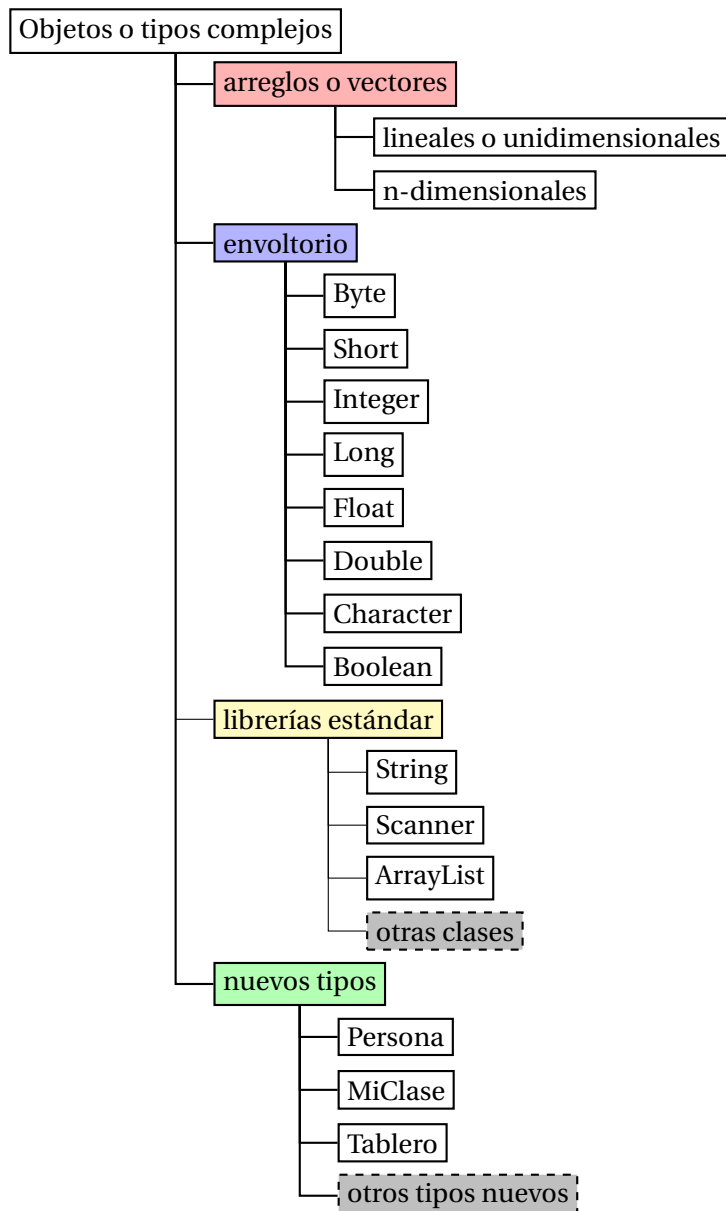 Objetos o tipos complejos
arreglos o vectores
lineales o unidimensionales
n-dimensionales
envoltorio
Byte
Short
Integer
Long
Float
Double
Character
Boolean
librerías estándar
String
Scanner
ArrayList
otras clases
nuevos tipos
Persona
MiClase
Tablero
otros tipos nuevos